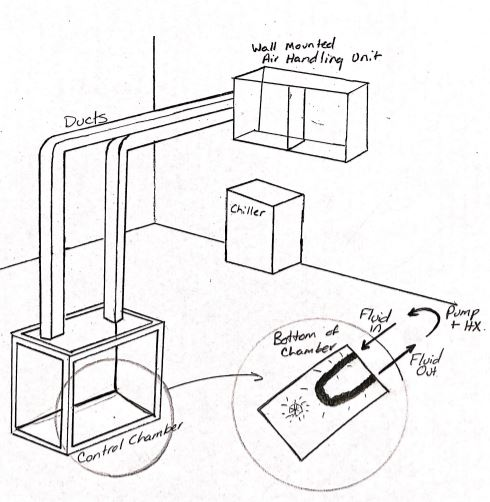 Wall Mounted
Air Handling Unit
Ducts
Chiller
Fluid
In
Pump
+ HX.
Bottom of
Chamber
Fluid
Out
Control Chamber